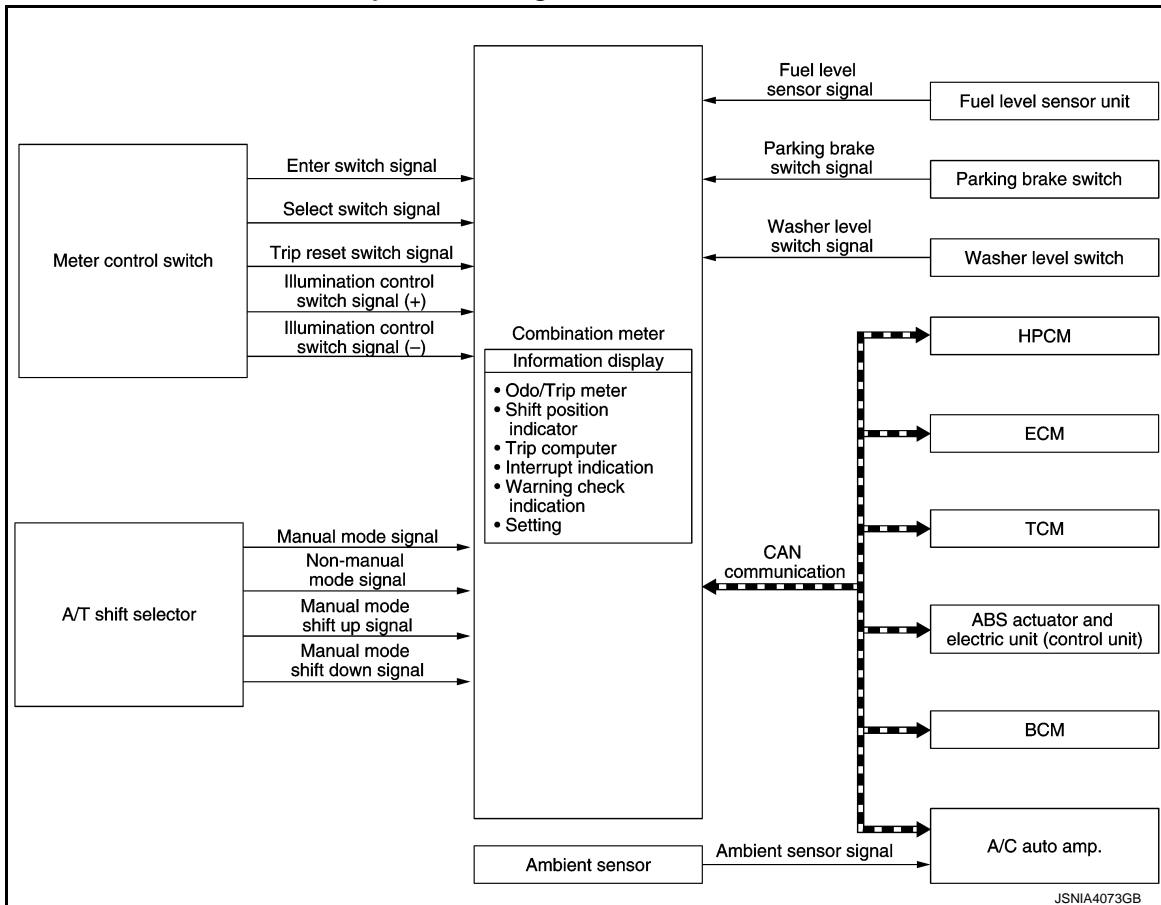 Meter control switch
Enter switch signal
Select switch signal
Trip reset switch signal
Illumination control
switch signal (+)
Illumination control
switch signal (–)
A/T shift selector
Manual mode signal
Non-manual
mode signal
Manual mode
shift up signal
Manual mode
shift down signal
Combination meter
Information display
• Odo/Trip meter
• Shift position
indicator
• Trip computer
• Interrupt indication
• Warning check
indication
• Setting
Fuel level
sensor signal
Fuel level sensor unit
Parking brake
switch signal
Parking brake switch
Washer level
switch signal
Washer level switch
CAN
communication
HPCM
ECM
TCM
ABS actuator and
electric unit (control unit)
BCM
A/C auto amp.
Ambient sensor
Ambient sensor signal
JSNIA4073GB